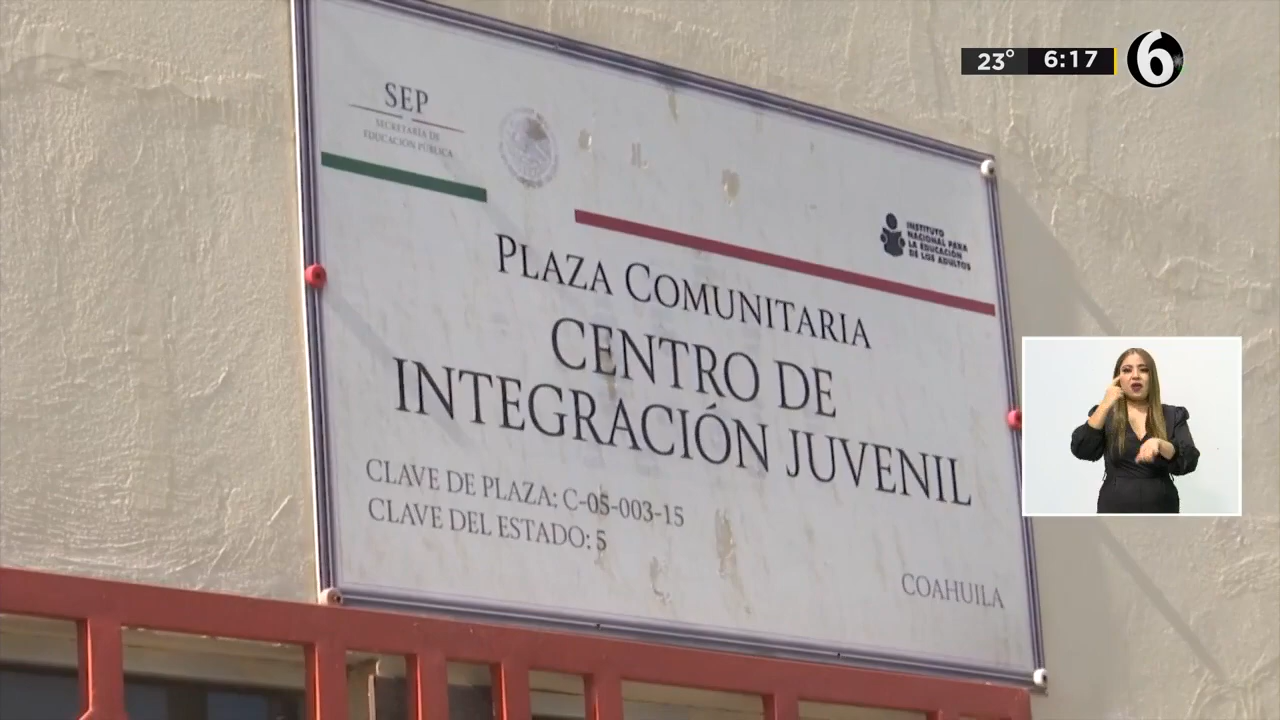 23° 6:17 6
SEP
SECRETARÍA DE
EDUCACIÓN PÚBLICA
INSTITUTO
NACIONAL PARA
LA EDUCACIÓN
DE LOS ADULTOS
PLAZA COMUNITARIA
CENTRO DE
INTEGRACIÓN JUVENIL
CLAVE DE PLAZA: C-05-003-15
CLAVE DEL ESTADO: 5
COAHUILA